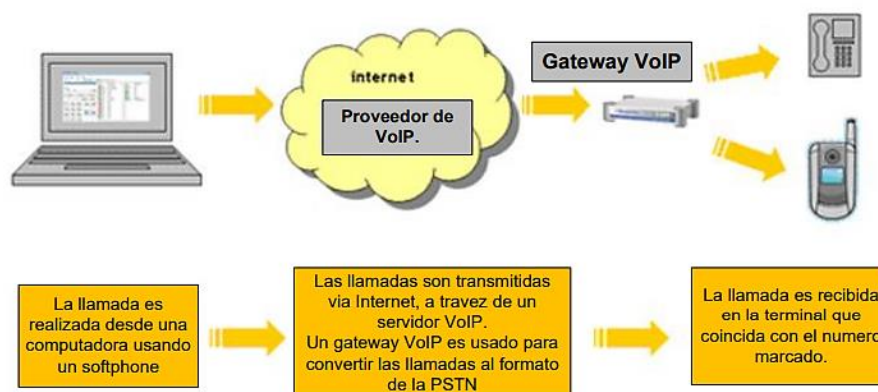 internet
Proveedor de
VoIP.
Gateway VoIP
La llamada es
realizada desde una
computadora usando
un softphone
Las llamadas son transmitidas
via Internet, a travez de un
servidor VoIP.
Un gateway VoIP es usado para
convertir las llamadas al formato
de la PSTN
La llamada es recibida
en la terminal que
coincida con el numero
marcado.